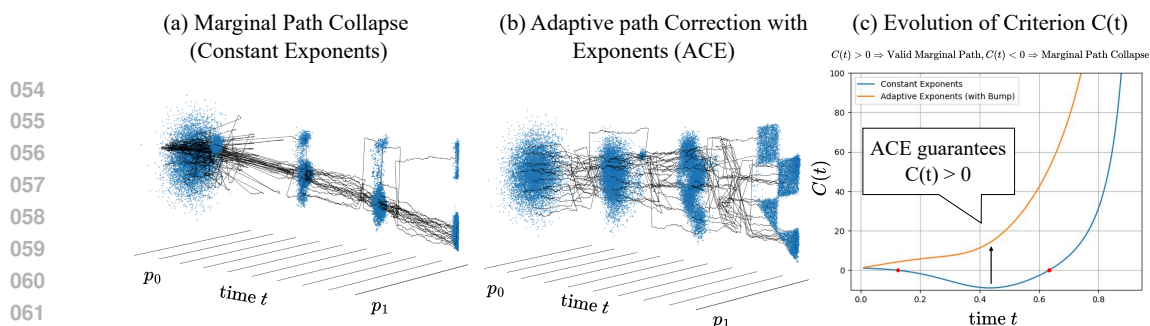 (a) Marginal Path Collapse
(Constant Exponents)
(b) Adaptive path Correction with
Exponents (ACE)
(c) Evolution of Criterion C(t)
C(t) > 0 ⇒ Valid Marginal Path, C(t) < 0 ⇒ Marginal Path Collapse
054
055
056
057
058
059
060
061
p₀
time t
p₁
p₀
time t
p₁
100
80
60
40
20
0
C(t)
Constant Exponents
Adaptive Exponents (with Bump)
ACE guarantees
C(t) > 0
0.0
0.2
0.4
0.6
0.8
time t